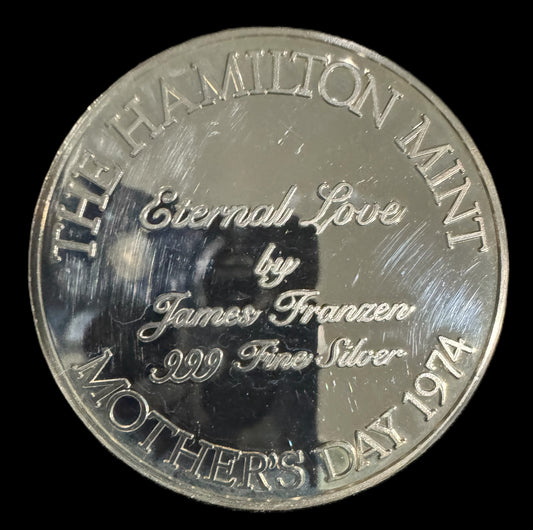 THE HAMILTON MINT
Eternal Love
by
James Franzen
.999 Fine Silver
MOTHER'S DAY 1974